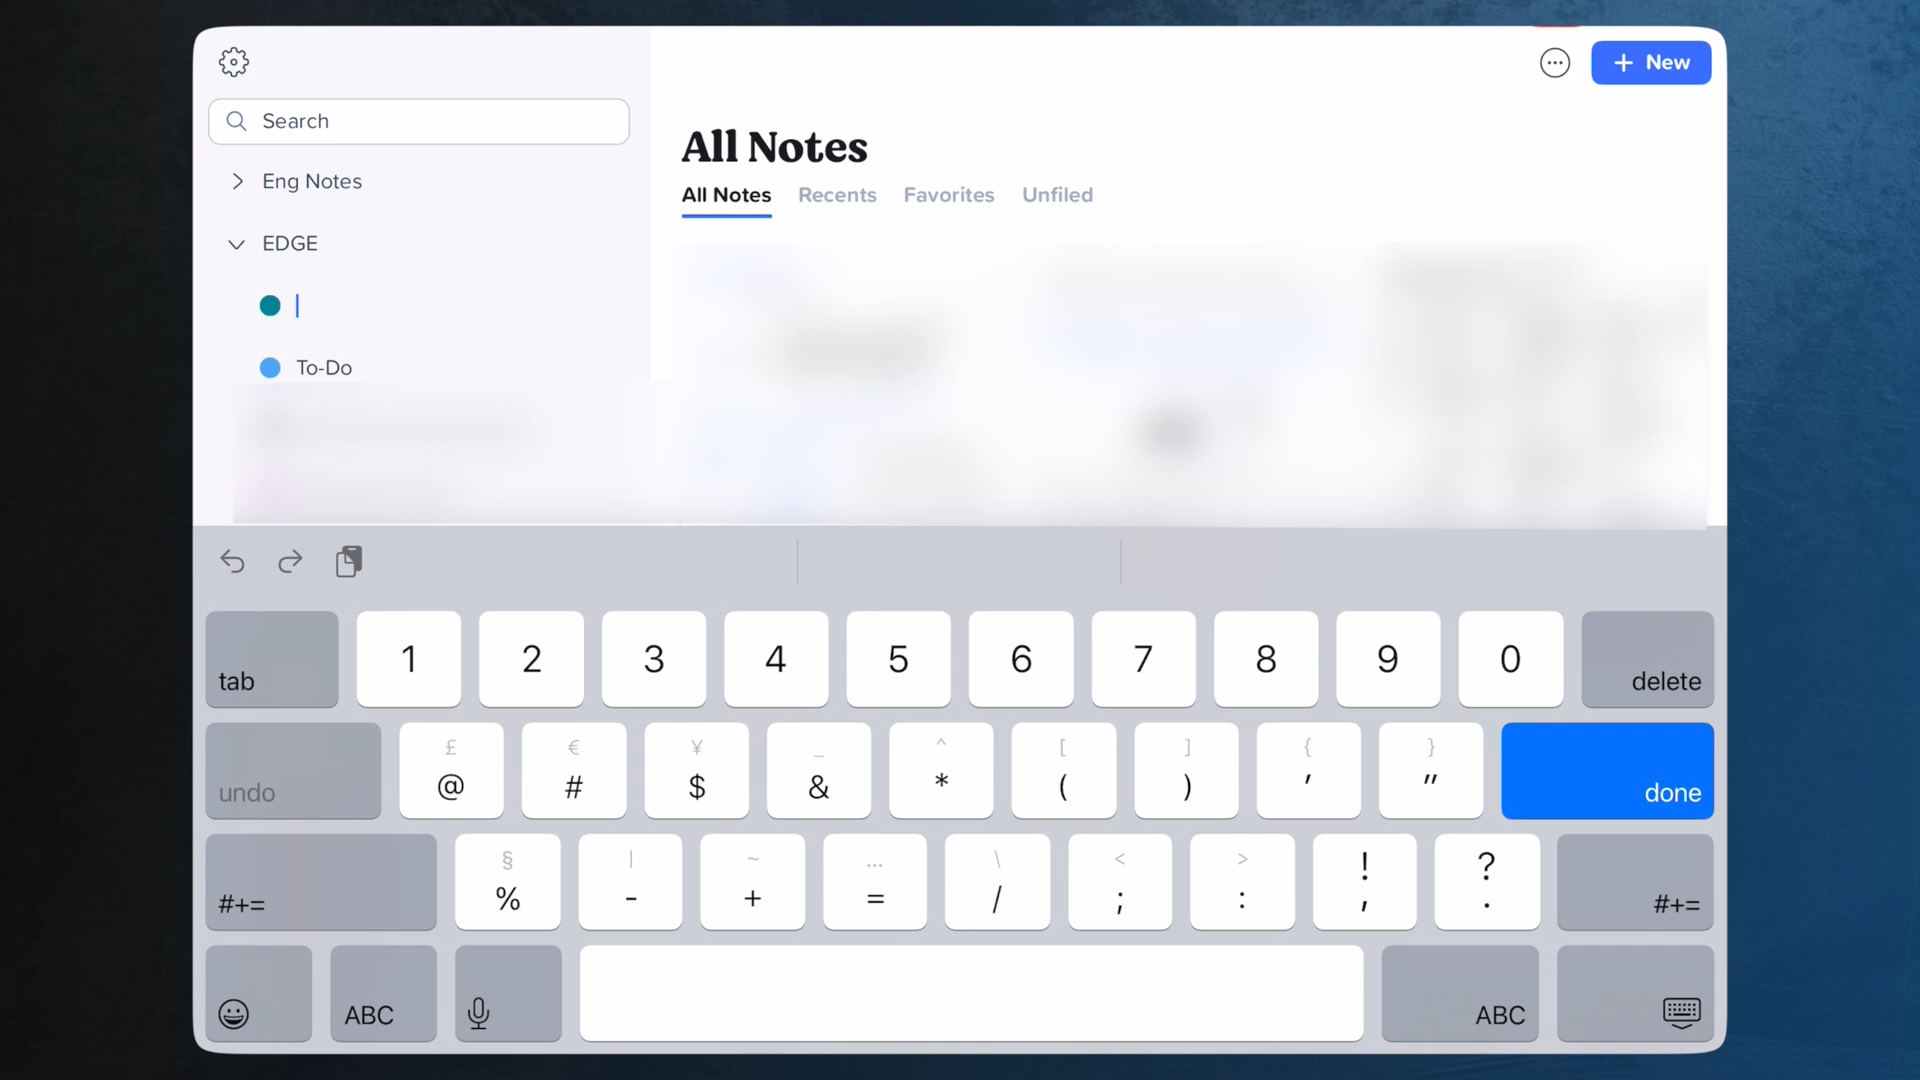 + New
Search
All Notes
All Notes Recents Favorites Unfiled
Eng Notes
EDGE
To-Do
tab 1 2 3 4 5 6 7 8 9 0 delete
£ € ¥ _ ^ [ ] { }
undo @ # $ & * ( ) ' " done
§ | ~ ... \ < > ! ?
#+= % - + = / ; : , . #+=
ABC ABC